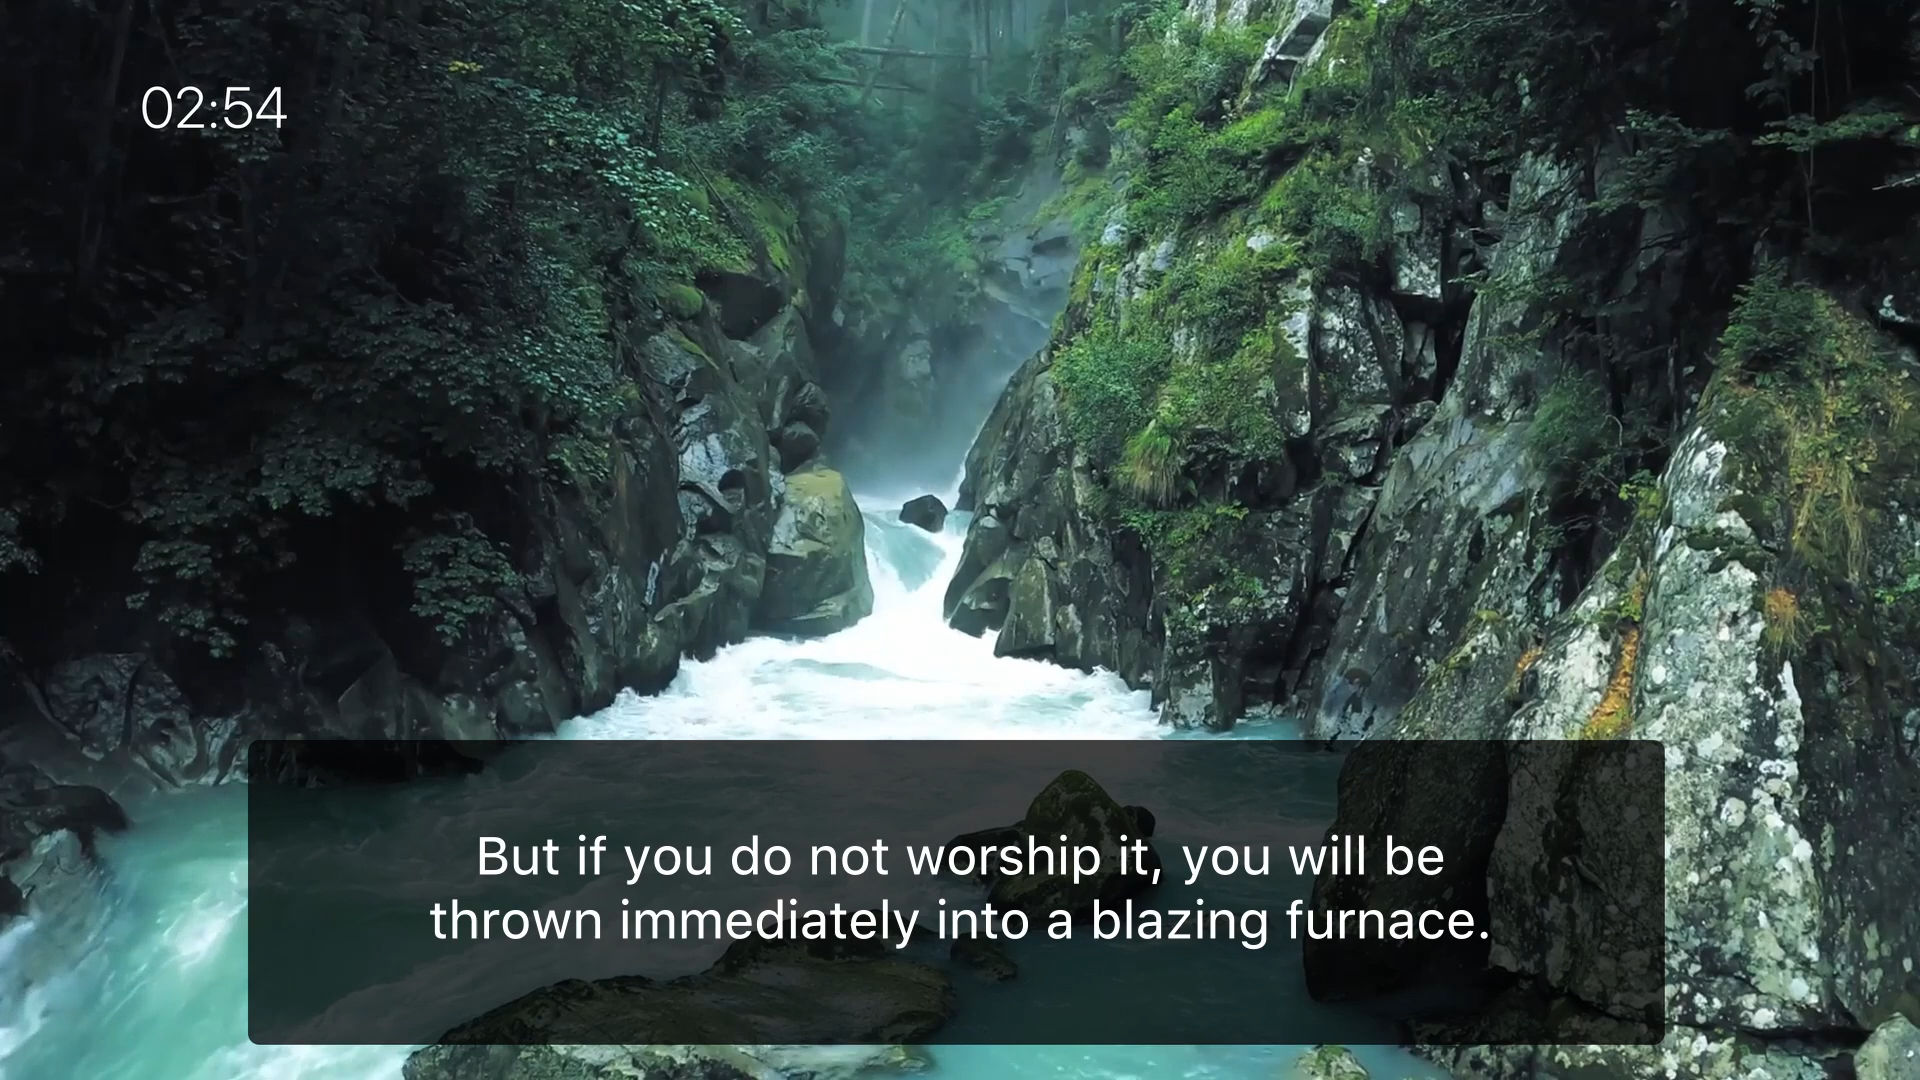 02:54
But if you do not worship it, you will be
thrown immediately into a blazing furnace.